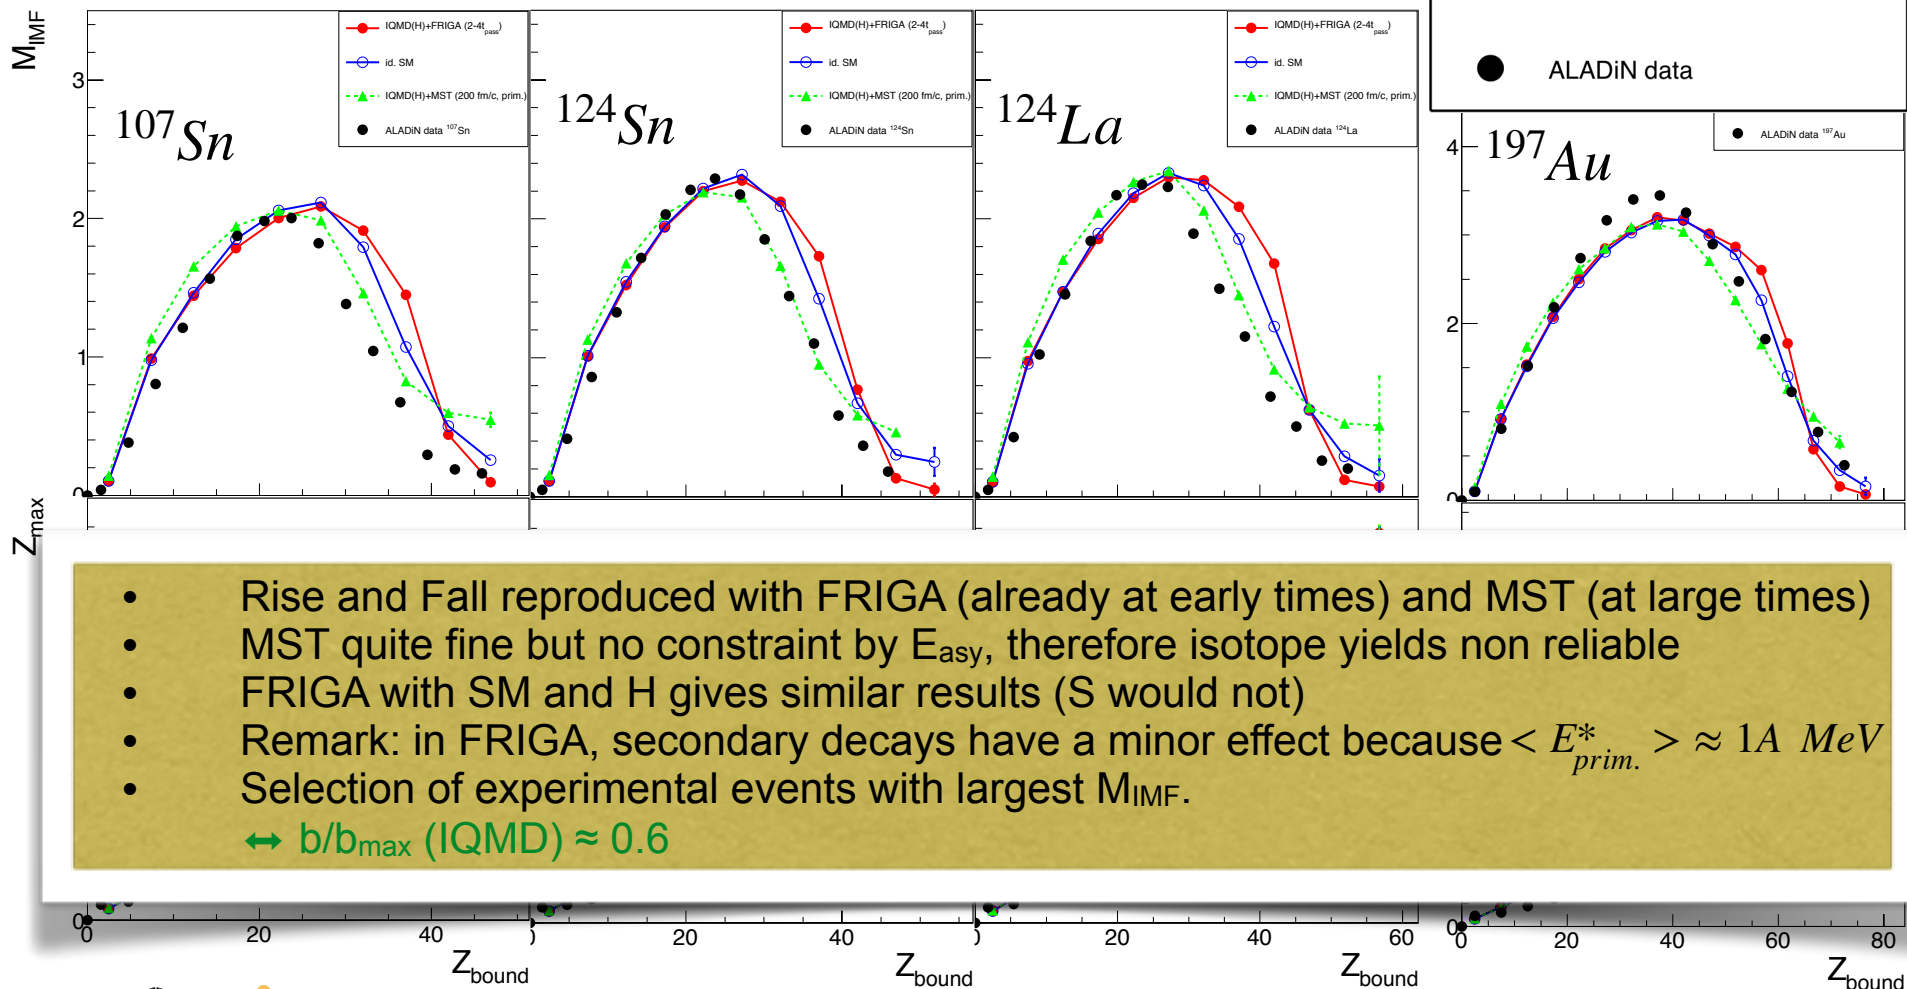 M_IMF
IQMD(H)+FRIGA (2-4t_pass)
id. SM
IQMD(H)+MST (200 fm/c, prim.)
ALADiN data ^107Sn
^107Sn
3
2
1
0
IQMD(H)+FRIGA (2-4t_pass)
id. SM
IQMD(H)+MST (200 fm/c, prim.)
ALADiN data ^124Sn
^124Sn
IQMD(H)+FRIGA (2-4t_pass)
id. SM
IQMD(H)+MST (200 fm/c, prim.)
ALADiN data ^124La
^124La
ALADiN data
ALADiN data ^197Au
^197Au
4
2
0
Z_max
• Rise and Fall reproduced with FRIGA (already at early times) and MST (at large times)
• MST quite fine but no constraint by E_asy, therefore isotope yields non reliable
• FRIGA with SM and H gives similar results (S would not)
• Remark: in FRIGA, secondary decays have a minor effect because < E*_prim. > ≈ 1A MeV
• Selection of experimental events with largest M_IMF.
↔ b/b_max (IQMD) ≈ 0.6
0
0 20 40
Z_bound
20 40
Z_bound
20 40 60
Z_bound
0
0 20 40 60 80
Z_bound